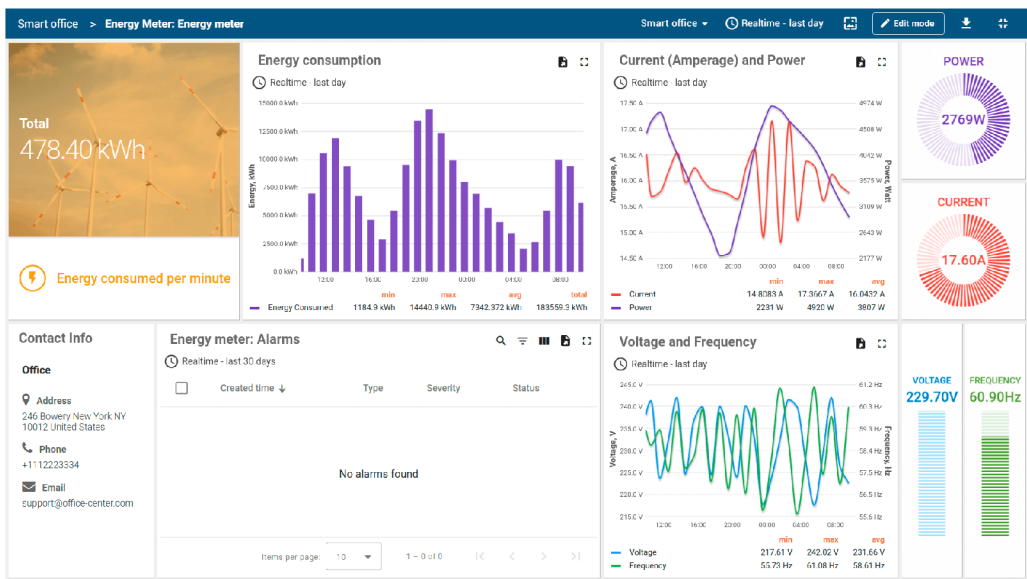 Smart office > Energy Meter: Energy meter
Smart office
Realtime - last day
Edit mode
Total
478.40 kWh
Energy consumed per minute
Energy consumption
Realtime - last day
15000.0 kWh
12500.0 kWh
10000.0 kWh
7500.0 kWh
5000.0 kWh
2500.0 kWh
0.0 kWh
Energy, kWh
12:00 16:00 20:00 00:00 04:00 08:00
min max avg total
Energy Consumed 1184.9 kWh 14440.9 kWh 7342.372 kWh 183559.3 kWh
Current (Amperage) and Power
Realtime - last day
17.50 A
17.00 A
16.50 A
16.00 A
15.50 A
15.00 A
14.50 A
Amperage, A
4974 W
4508 W
4042 W
3575 W
3109 W
2643 W
2177 W
Power, Watt
12:00 16:00 20:00 00:00 04:00 08:00
min max avg
Current 14.8083 A 17.3667 A 16.0432 A
Power 2231 W 4920 W 3807 W
POWER
2769W
CURRENT
17.60A
Contact Info
Office
Address
246 Bowery New York NY
10012 United States
Phone
+1112223334
Email
support@office-center.com
Energy meter: Alarms
Realtime - last 30 days
Created time Type Severity Status
No alarms found
Items per page: 10 1 – 0 of 0
Voltage and Frequency
Realtime - last day
245.0 V
240.0 V
235.0 V
230.0 V
225.0 V
220.0 V
215.0 V
Voltage, V
61.2 Hz
60.3 Hz
59.3 Hz
58.4 Hz
57.5 Hz
56.5 Hz
55.6 Hz
Frequency, Hz
12:00 16:00 20:00 00:00 04:00 08:00
min max avg
Voltage 217.61 V 242.02 V 231.66 V
Frequency 55.73 Hz 61.08 Hz 58.61 Hz
VOLTAGE
229.70V
FREQUENCY
60.90Hz